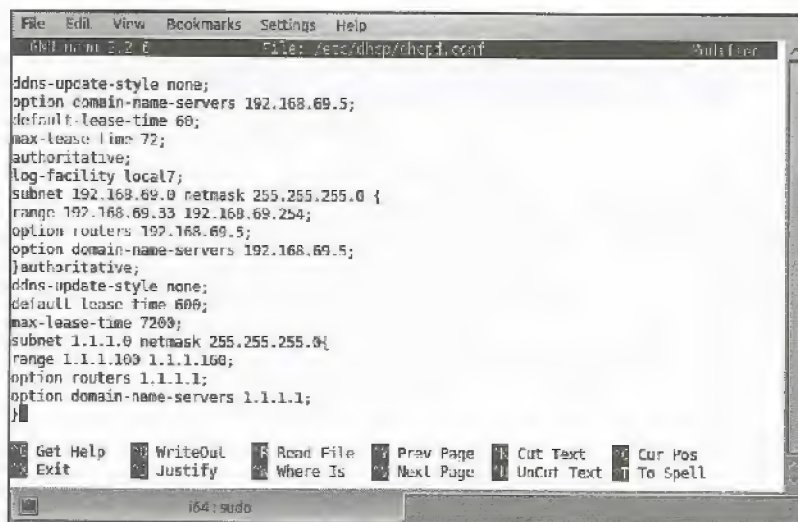 File Edit View Bookmarks Settings Help
GNU nano 2.2.6 File: /etc/dhcp/dhcpd.conf Modified
ddns-update-style none;
option domain-name-servers 192.168.69.5;
default-lease-time 60;
max-lease-time 72;
authoritative;
log-facility local7;
subnet 192.168.69.0 netmask 255.255.255.0 {
range 192.168.69.33 192.168.69.254;
option routers 192.168.69.5;
option domain-name-servers 192.168.69.5;
}authoritative;
ddns-update-style none;
default-lease-time 600;
max-lease-time 7200;
subnet 1.1.1.0 netmask 255.255.255.0{
range 1.1.1.100 1.1.1.160;
option routers 1.1.1.1;
option domain-name-servers 1.1.1.1;
}
^G Get Help ^O WriteOut ^R Read File ^Y Prev Page ^K Cut Text ^C Cur Pos
^X Exit ^J Justify ^W Where Is ^V Next Page ^U UnCut Text ^T To Spell
i64 : sudo